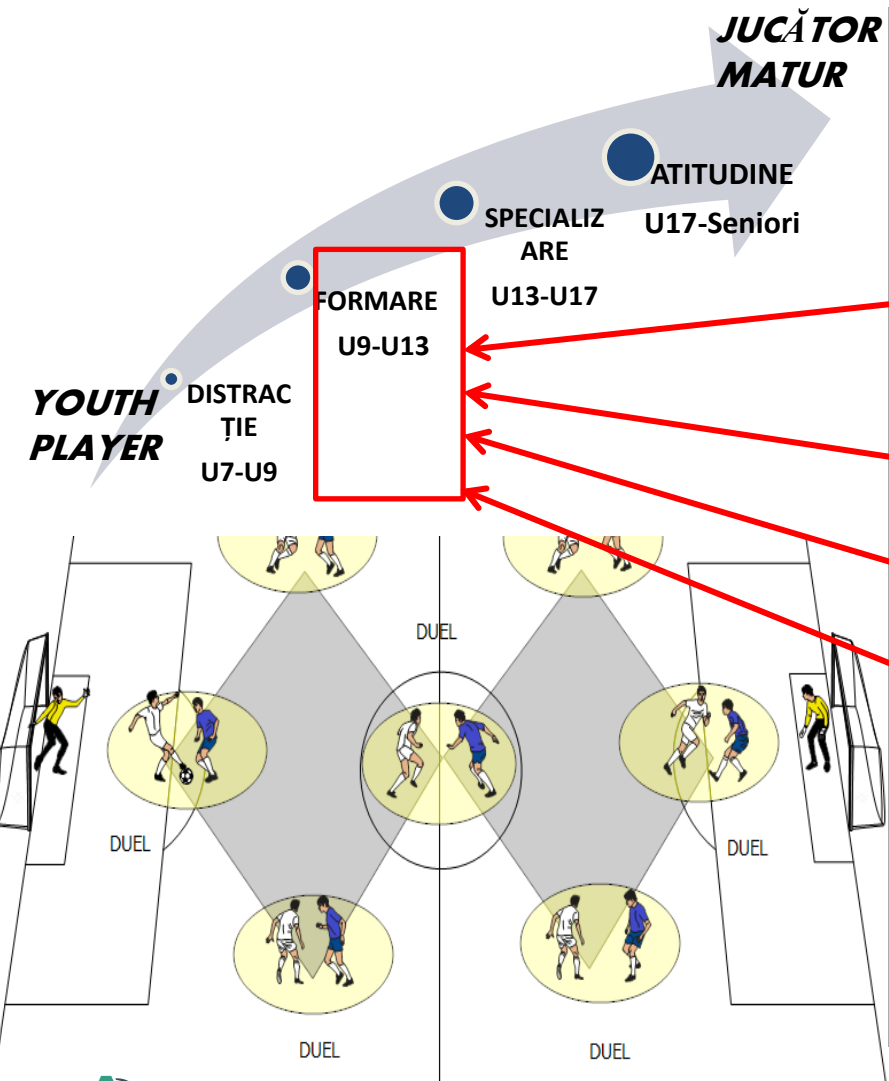 JUCĂTOR
MATUR
ATITUDINE
U17-Seniori
SPECIALIZ
ARE
U13-U17
FORMARE
U9-U13
YOUTH
PLAYER
DISTRAC
ȚIE
U7-U9
DUEL
DUEL
DUEL
DUEL
DUEL